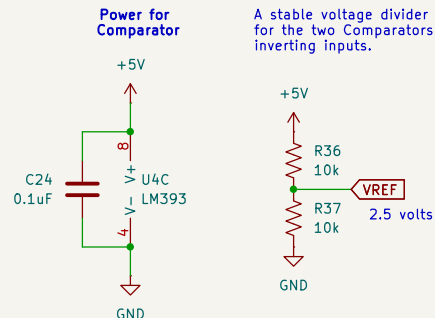 Power for
Comparator
A stable voltage divider
for the two Comparators
inverting inputs.
+5V
8
C24
0.1uF
V+
V-
U4C
LM393
4
GND
+5V
R36
10k
VREF
R37
10k
2.5 volts
GND